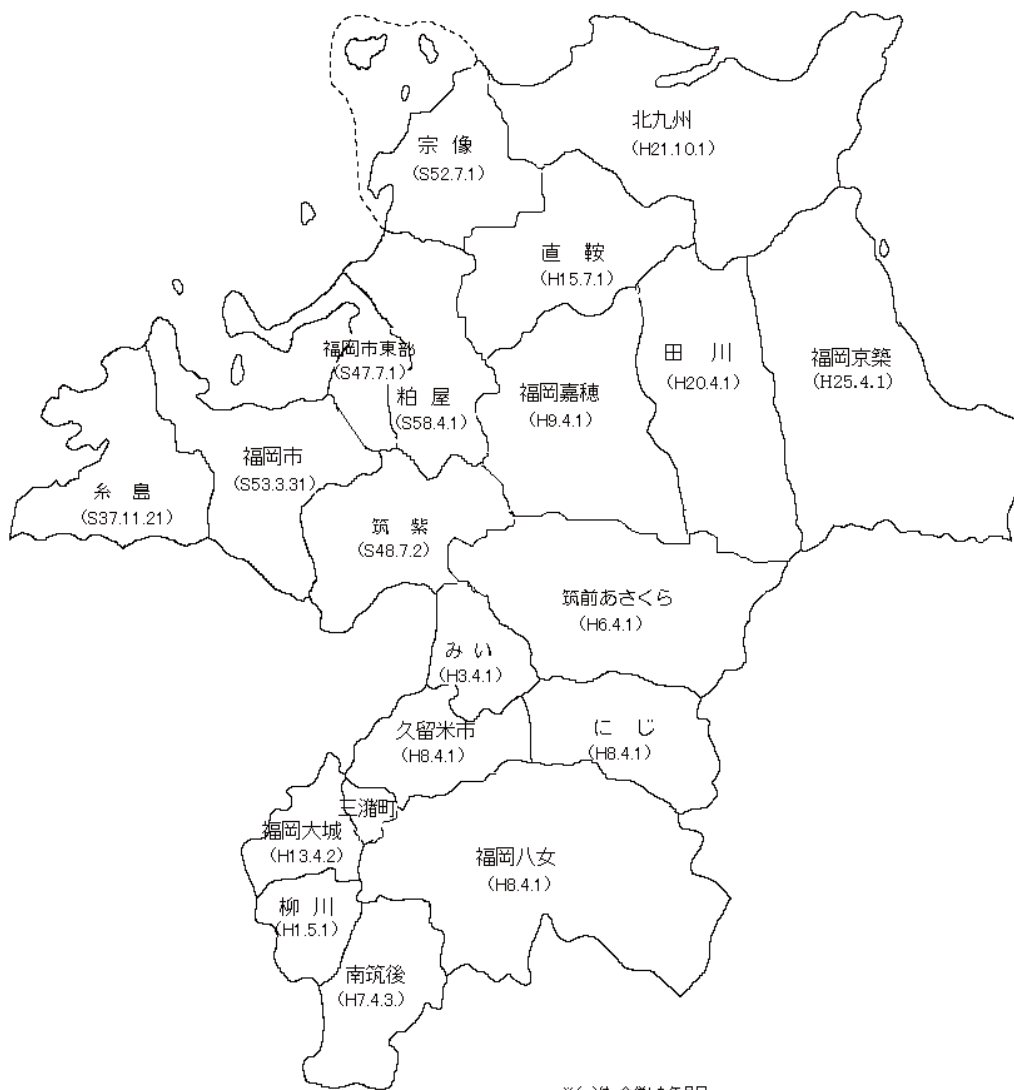 北九州
(H21.10.1)
宗 像
(S52.7.1)
直 鞍
(H15.7.1)
福岡市東部
(S47.7.1)
田 川
(H20.4.1)
福岡京築
(H25.4.1)
粕 屋
(S58.4.1)
福岡嘉穂
(H9.4.1)
福岡市
(S53.3.31)
糸 島
(S37.11.21)
筑 紫
(S48.7.2)
筑前あさくら
(H6.4.1)
み い
(H3.4.1)
久留米市
(H8.4.1)
に じ
(H8.4.1)
三潴町
福岡大城
(H13.4.2)
福岡八女
(H8.4.1)
柳 川
(H1.5.1)
南筑後
(H7.4.3.)